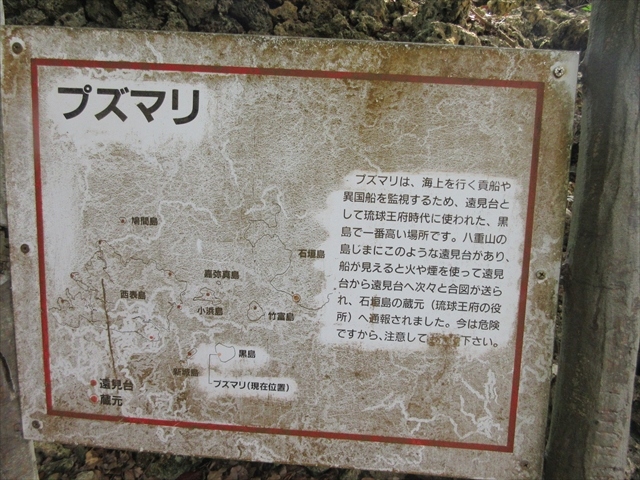 プズマリ
プズマリは、海上を行く貢船や
異国船を監視するため、遠見台と
して琉球王府時代に使われた、黒
島で一番高い場所です。八重山の
島じまにこのような遠見台があり、
船が見えると火や煙を使って遠見
台から遠見台へ次々と合図が送ら
れ、石垣島の蔵元（琉球王府の役
所）へ通報されました。今は危険
ですから、注意して下さい。
鳩間島
石垣島
嘉弥真島
西表島
小浜島
竹富島
黒島
新城島
プズマリ（現在位置）
遠見台
蔵元